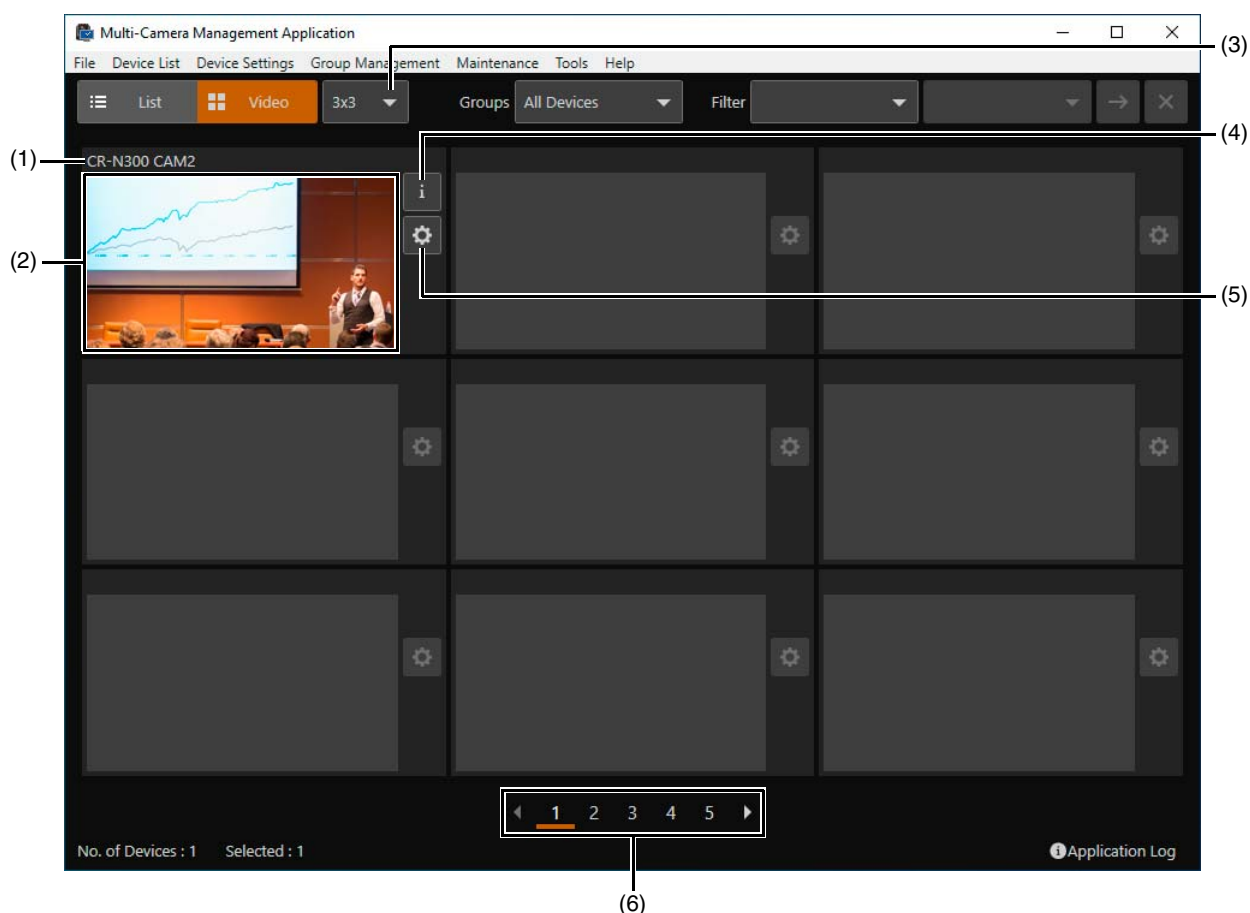 Multi-Camera Management Application
(3)
File Device List Device Settings Group Management Maintenance Tools Help
List Video 3x3 Groups All Devices Filter
(4)
(1)
CR-N300 CAM2
i
(2)
(5)
1 2 3 4 5
No. of Devices : 1 Selected : 1 Application Log
(6)